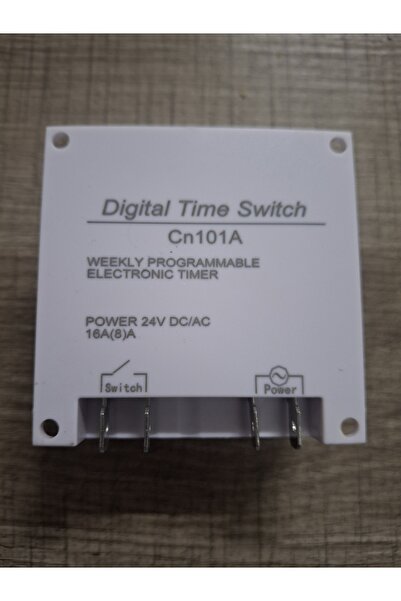 Digital Time Switch
Cn101A
WEEKLY PROGRAMMABLE
ELECTRONIC TIMER
POWER 24V DC/AC
16A(8)A
Switch
Power